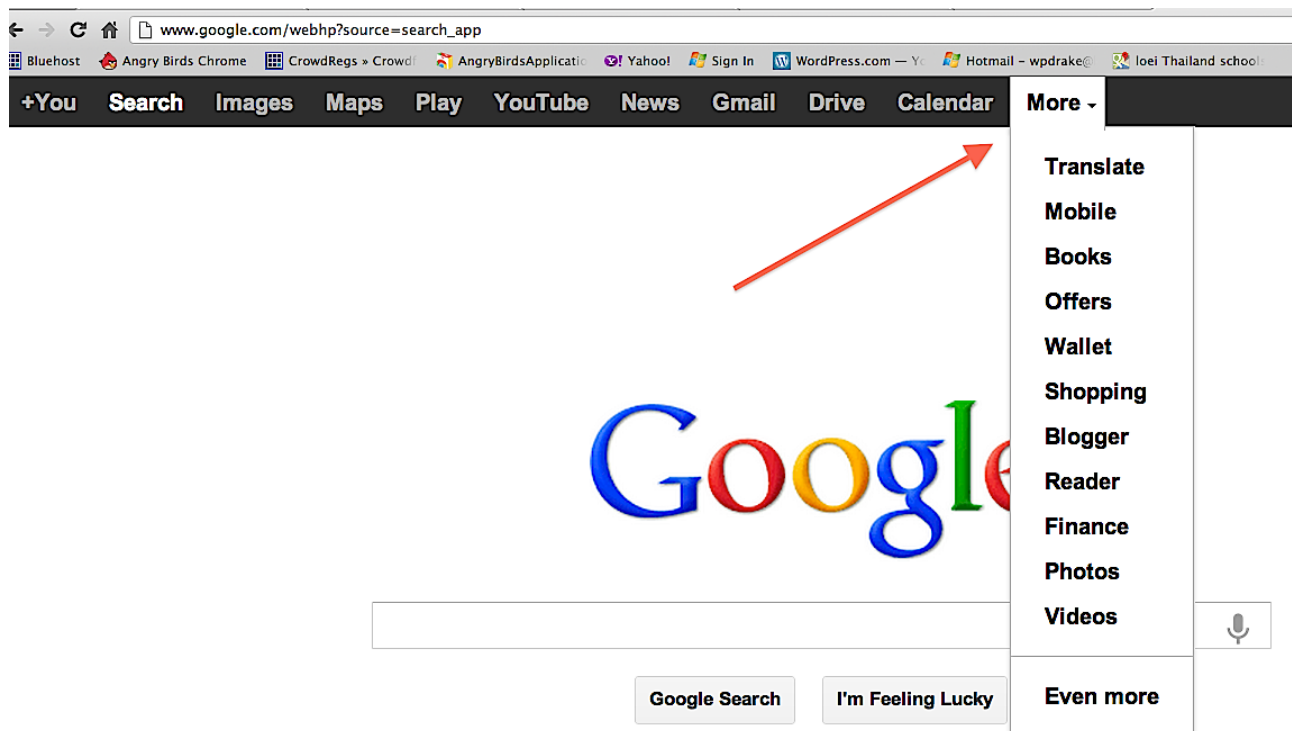 www.google.com/webhp?source=search_app
Bluehost Angry Birds Chrome CrowdRegs » Crowdf AngryBirdsApplicatio Yahoo! Sign In WordPress.com — Yo Hotmail – wpdrake@ loei Thailand schools
+You Search Images Maps Play YouTube News Gmail Drive Calendar More
Translate
Mobile
Books
Offers
Wallet
Shopping
Blogger
Reader
Finance
Photos
Videos
Google
Google Search I'm Feeling Lucky Even more